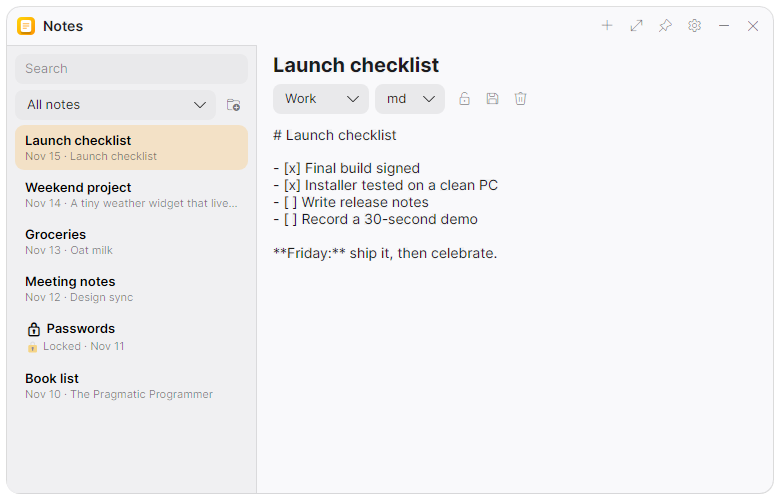 Notes
Search
All notes
Launch checklist
Nov 15 · Launch checklist
Weekend project
Nov 14 · A tiny weather widget that live...
Groceries
Nov 13 · Oat milk
Meeting notes
Nov 12 · Design sync
Passwords
Locked · Nov 11
Book list
Nov 10 · The Pragmatic Programmer
Launch checklist
Work
md
# Launch checklist
- [x] Final build signed
- [x] Installer tested on a clean PC
- [ ] Write release notes
- [ ] Record a 30-second demo
**Friday:** ship it, then celebrate.